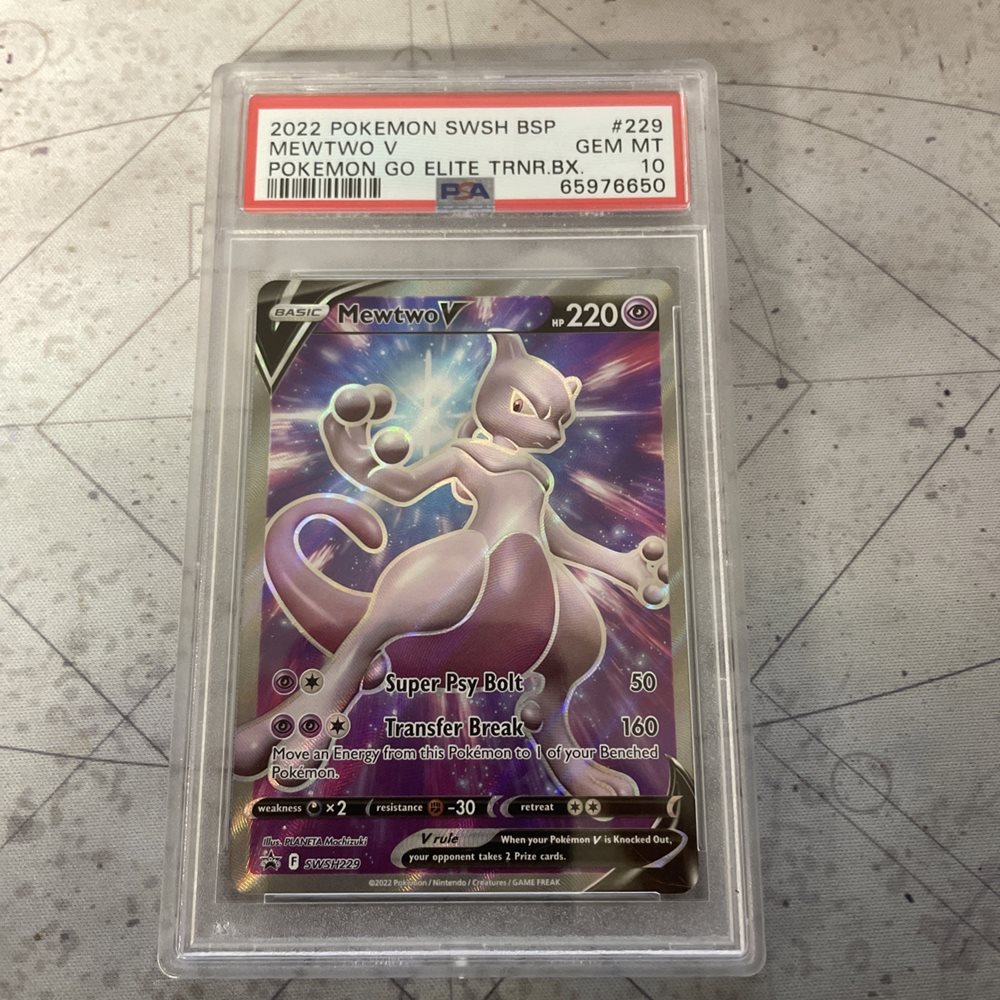 2022 POKEMON SWSH BSP #229
MEWTWO V GEM MT
POKEMON GO ELITE TRNR.BX. 10
PSA 65976650
BASIC Mewtwo V HP 220
Super Psy Bolt 50
Transfer Break 160
Move an Energy from this Pokémon to 1 of your Benched
Pokémon.
weakness ×2 resistance -30 retreat
Illus. PLANETA Mochizuki
V rule When your Pokémon V is Knocked Out,
your opponent takes 2 Prize cards.
F SWSH229
©2022 Pokémon / Nintendo / Creatures / GAME FREAK